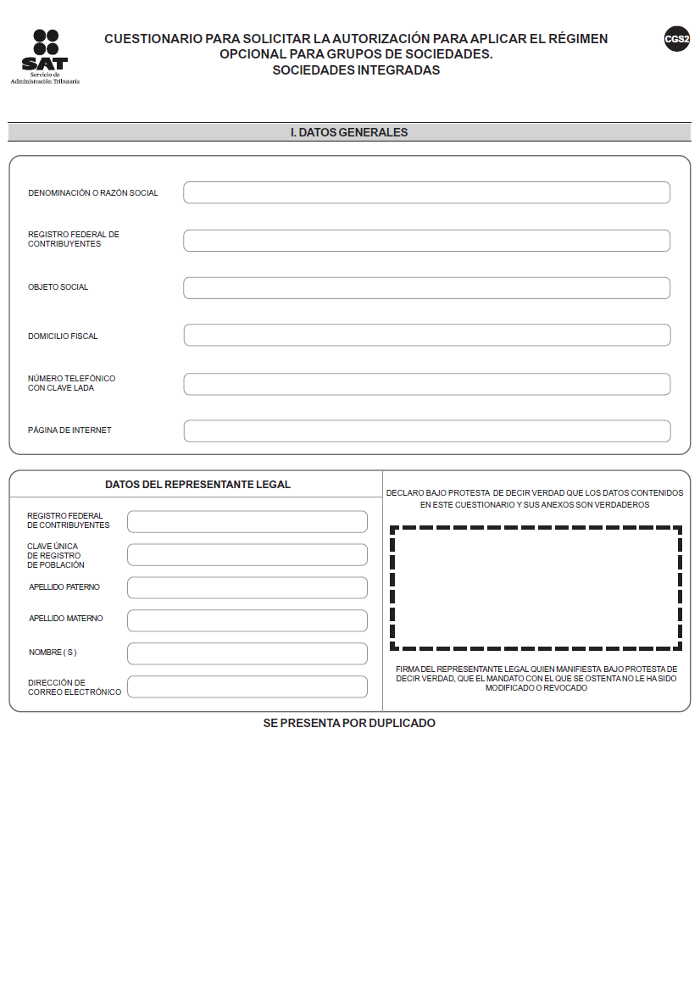 CUESTIONARIO PARA SOLICITAR LA AUTORIZACIÓN PARA APLICAR EL RÉGIMEN
OPCIONAL PARA GRUPOS DE SOCIEDADES.
SOCIEDADES INTEGRADAS
CGS2
SAT
Servicio de
Administración Tributaria
I. DATOS GENERALES
DENOMINACIÓN O RAZÓN SOCIAL
REGISTRO FEDERAL DE
CONTRIBUYENTES
OBJETO SOCIAL
DOMICILIO FISCAL
NÚMERO TELEFÓNICO
CON CLAVE LADA
PÁGINA DE INTERNET
DATOS DEL REPRESENTANTE LEGAL
REGISTRO FEDERAL
DE CONTRIBUYENTES
CLAVE ÚNICA
DE REGISTRO
DE POBLACIÓN
APELLIDO PATERNO
APELLIDO MATERNO
NOMBRE ( S )
DIRECCIÓN DE
CORREO ELECTRÓNICO
DECLARO BAJO PROTESTA DE DECIR VERDAD QUE LOS DATOS CONTENIDOS
EN ESTE CUESTIONARIO Y SUS ANEXOS SON VERDADEROS
FIRMA DEL REPRESENTANTE LEGAL QUIEN MANIFIESTA BAJO PROTESTA DE
DECIR VERDAD, QUE EL MANDATO CON EL QUE SE OSTENTA NO LE HA SIDO
MODIFICADO O REVOCADO
SE PRESENTA POR DUPLICADO